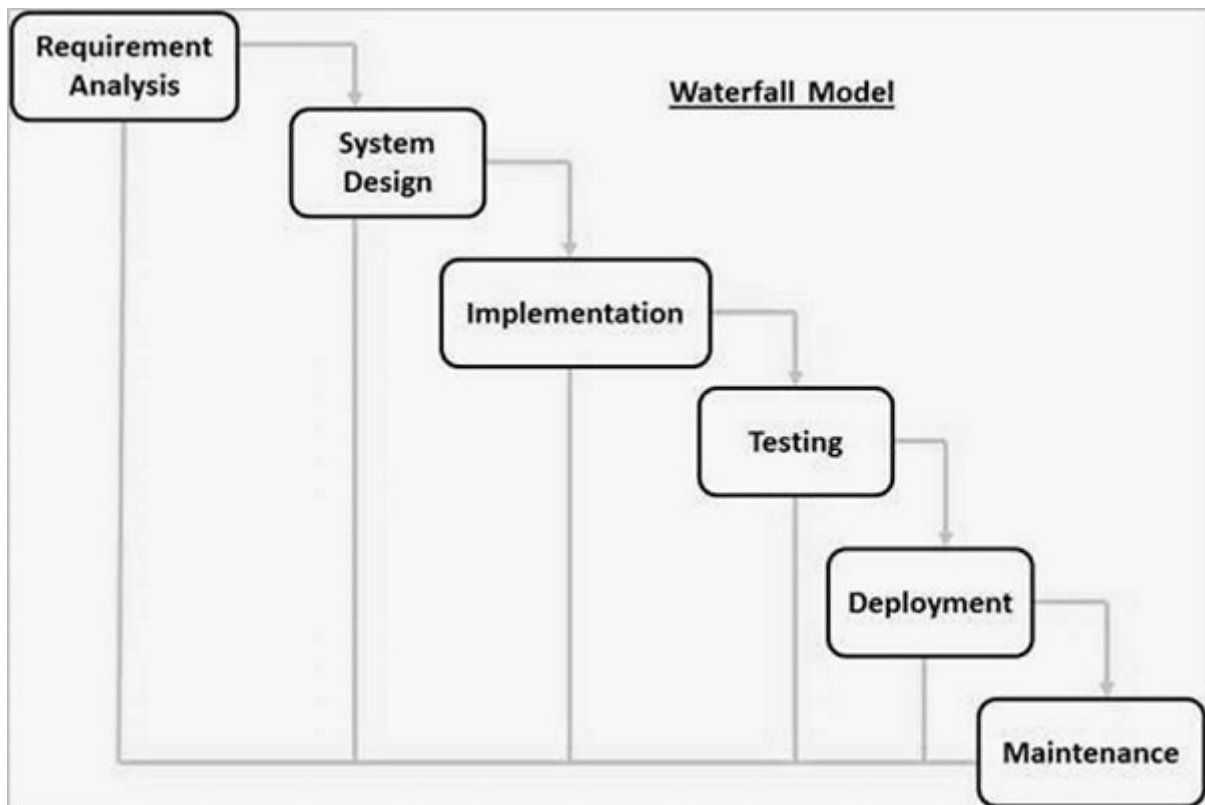 Requirement
Analysis
Waterfall Model
System
Design
Implementation
Testing
Deployment
Maintenance